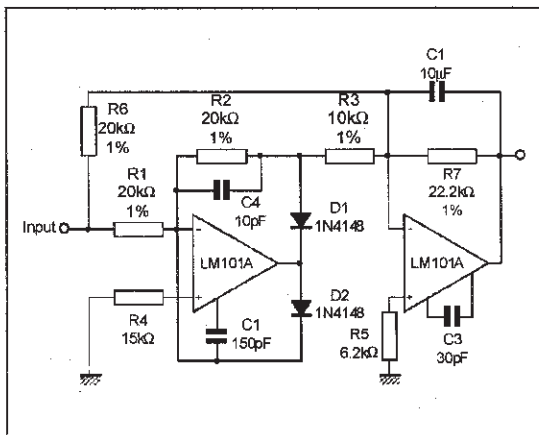 C1
10µF
R6
20kΩ
1%
R2
20kΩ
1%
R3
10kΩ
1%
R1
20kΩ
1%
C4
10pF
R7
22.2kΩ
1%
Input
D1
1N4148
LM101A
LM101A
D2
1N4148
R4
15kΩ
C1
150pF
R5
6.2kΩ
C3
30pF